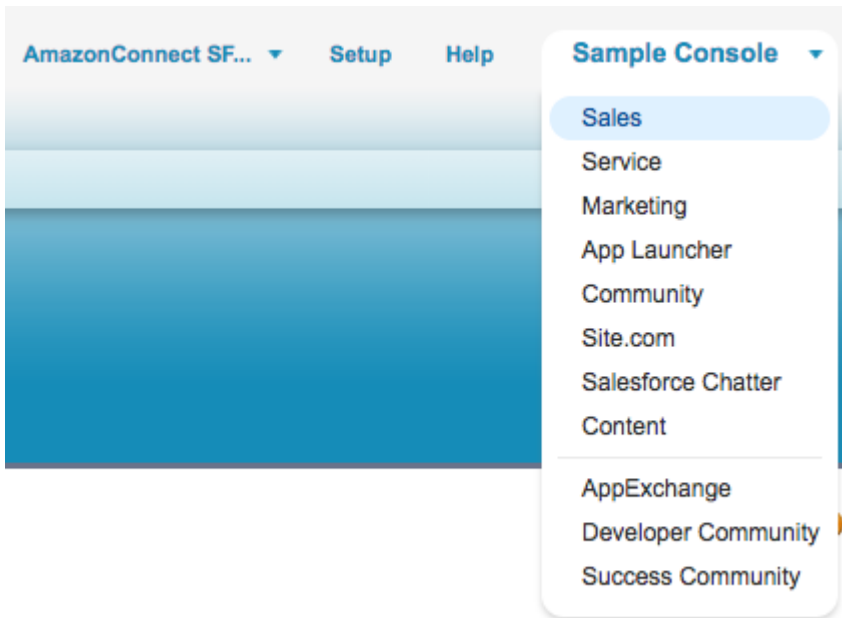 AmazonConnect SF... Setup Help Sample Console
Sales
Service
Marketing
App Launcher
Community
Site.com
Salesforce Chatter
Content
AppExchange
Developer Community
Success Community